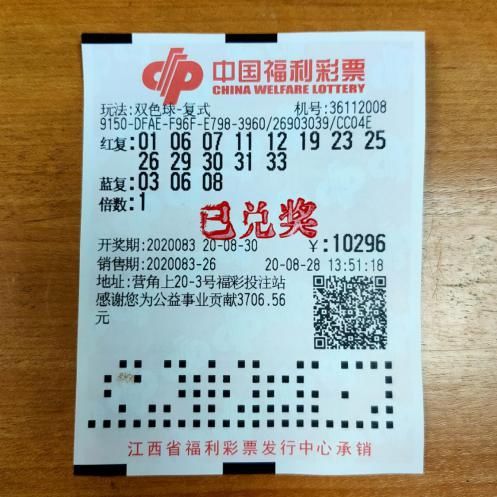 中国福利彩票
CHINA WELFARE LOTTERY
玩法:双色球-复式 机号:36112008
9150-DFAE-F96F-E798-3960/26903039/CC04E
红复:01 06 07 11 12 19 23 25
26 29 30 31 33
蓝复:03 06 08
倍数:1
已兑奖
开奖期:2020083 20-08-30 ￥:10296
销售期:2020083-26 20-08-28 13:51:18
地址:营角上20-3号福彩投注站
感谢您为公益事业贡献3706.56
元
江西省福利彩票发行中心承销